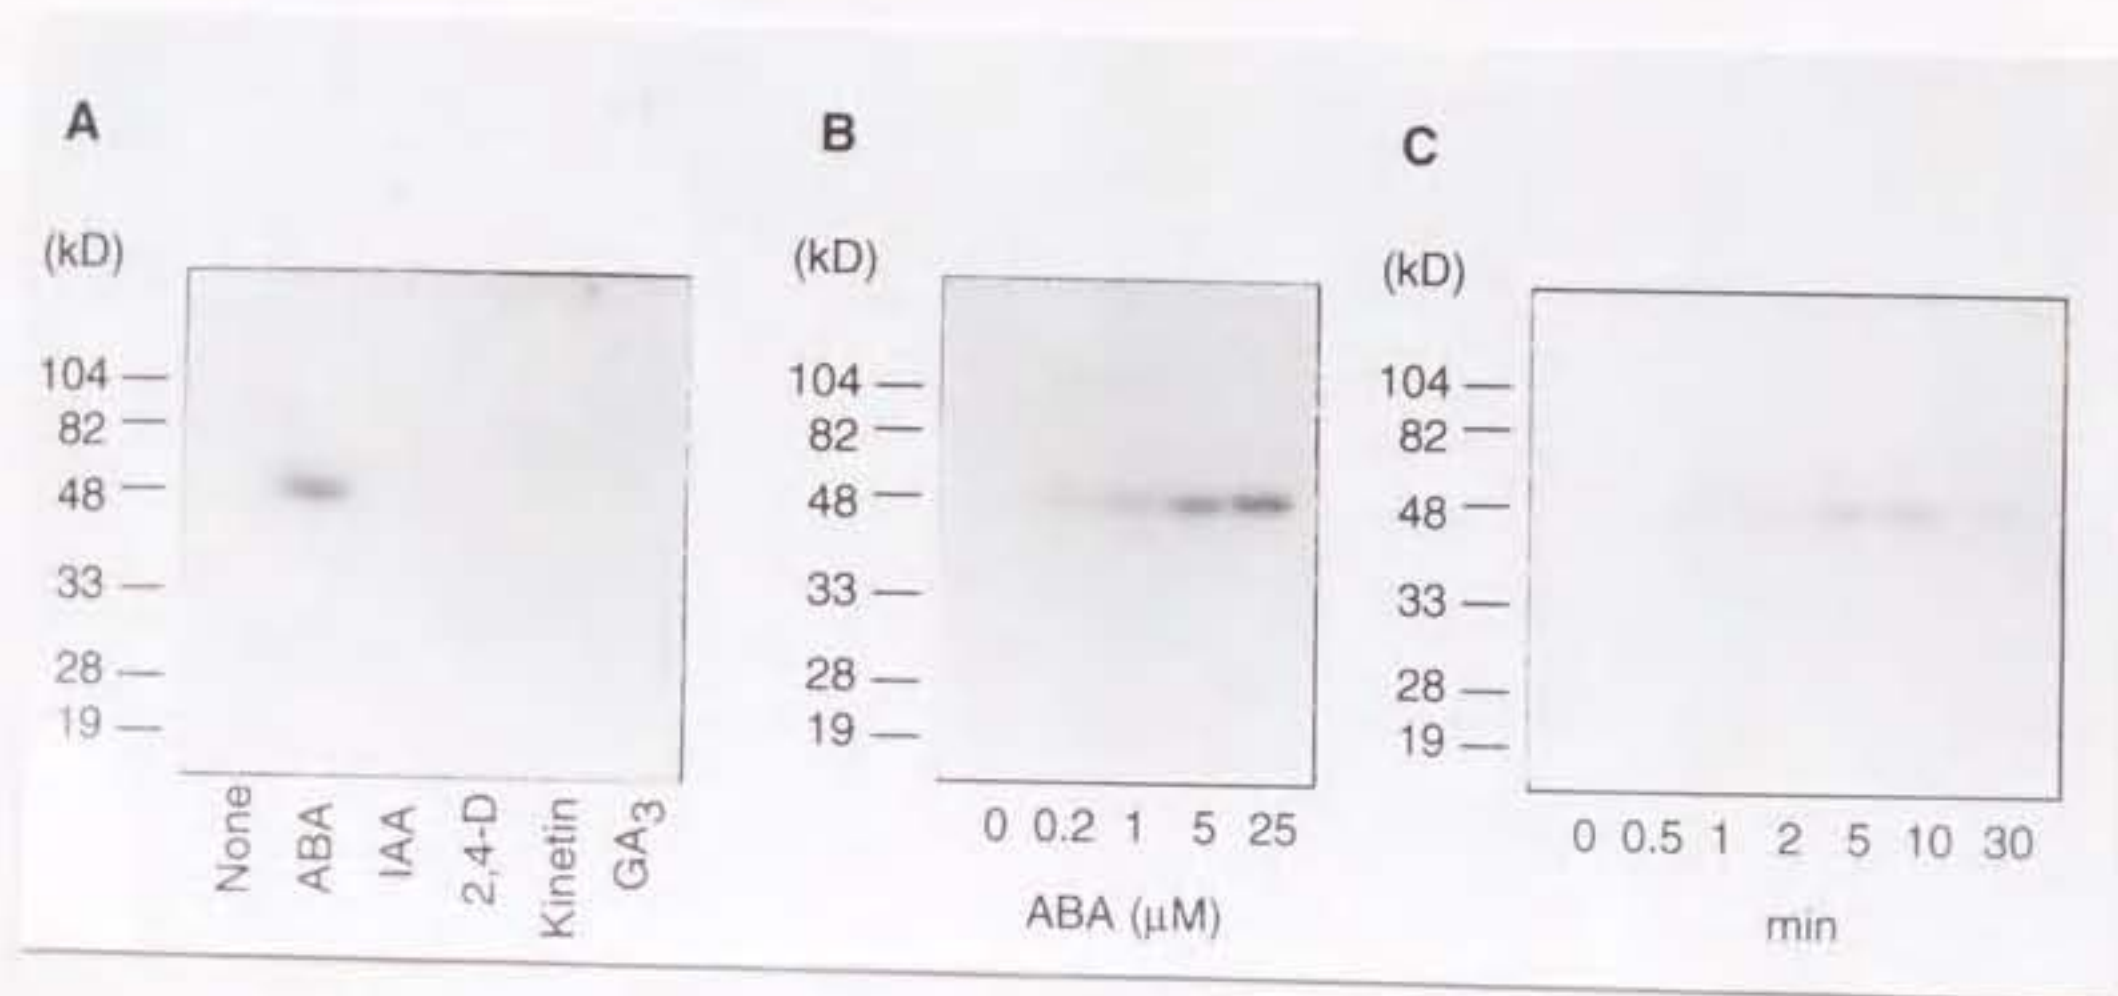 A
(kD)
104
82
48
33
28
19
None
ABA
IAA
2,4-D
Kinetin
GA3
B
(kD)
104
82
48
33
28
19
0 0.2 1 5 25
ABA (μM)
C
(kD)
104
82
48
33
28
19
0 0.5 1 2 5 10 30
min